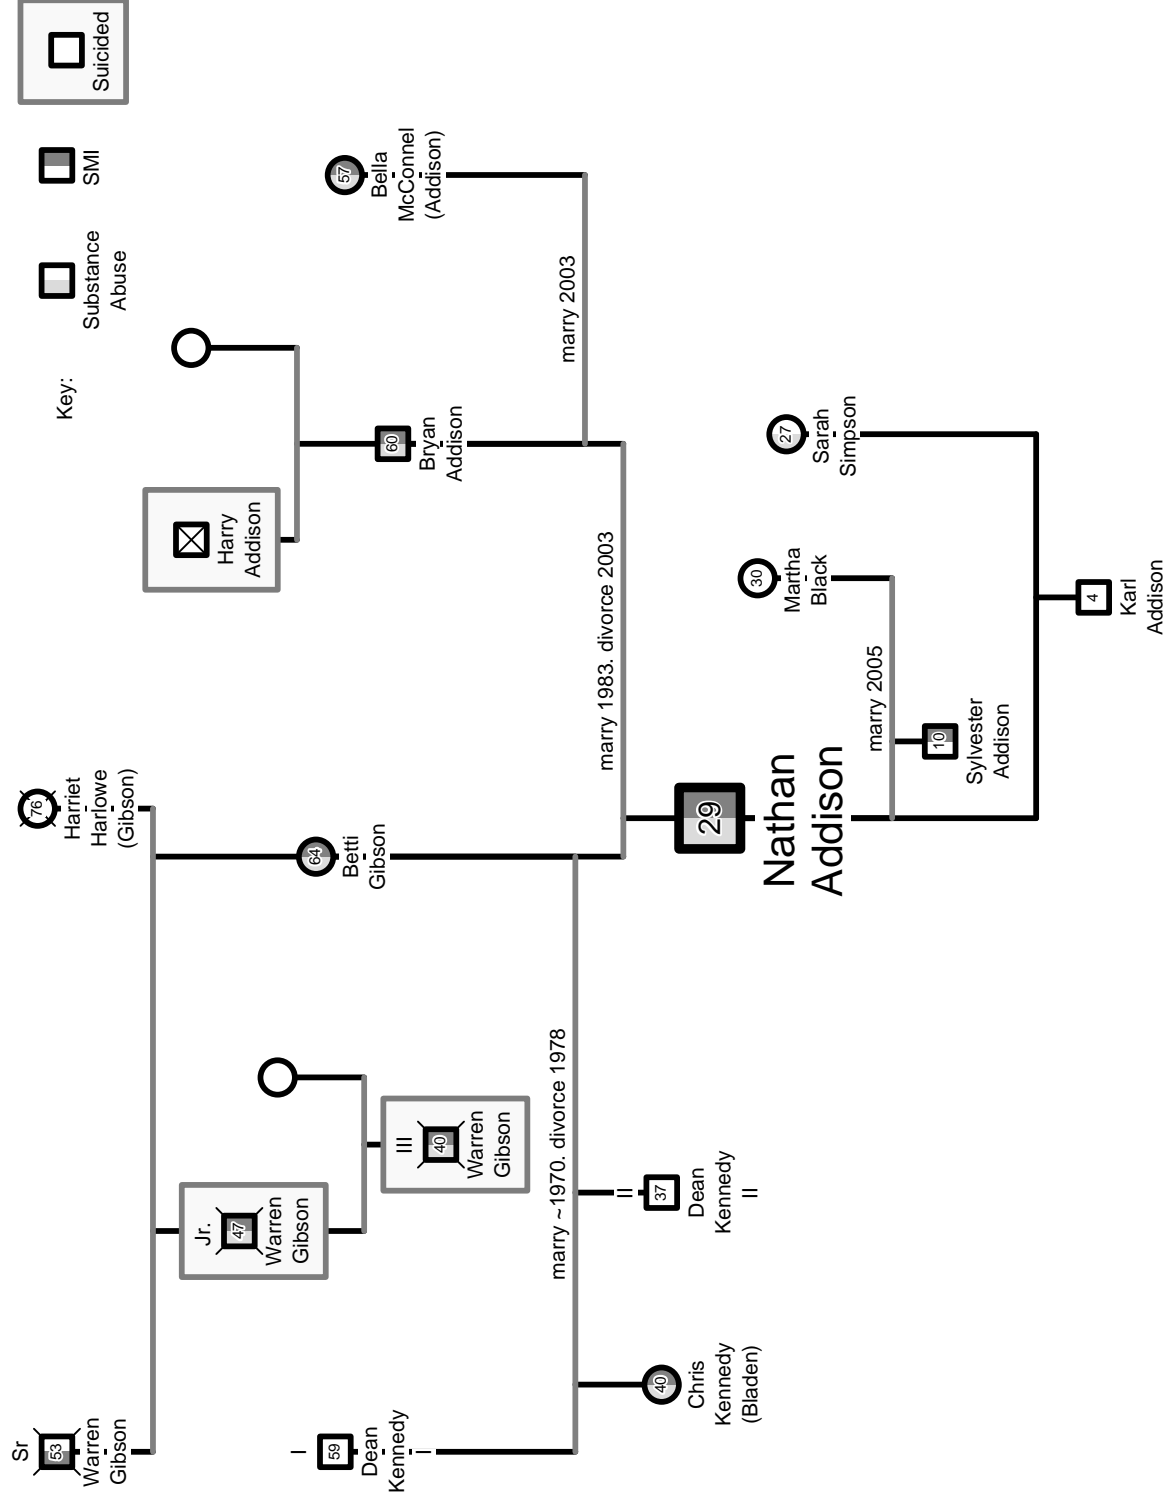 Key:
Substance
Abuse
SMI
Suicided
Sr
53
Warren
Gibson
76
Harriet
Harlowe
(Gibson)
Harry
Addison
Jr.
47
Warren
Gibson
III
40
Warren
Gibson
I
59
Dean
Kennedy
I
64
Betti
Gibson
60
Bryan
Addison
57
Bella
McConnel
(Addison)
marry ~1970. divorce 1978
marry 1983. divorce 2003
marry 2003
40
Chris
Kennedy
(Bladen)
II
37
Dean
Kennedy
II
29
Nathan
Addison
30
Martha
Black
27
Sarah
Simpson
marry 2005
10
Sylvester
Addison
4
Karl
Addison